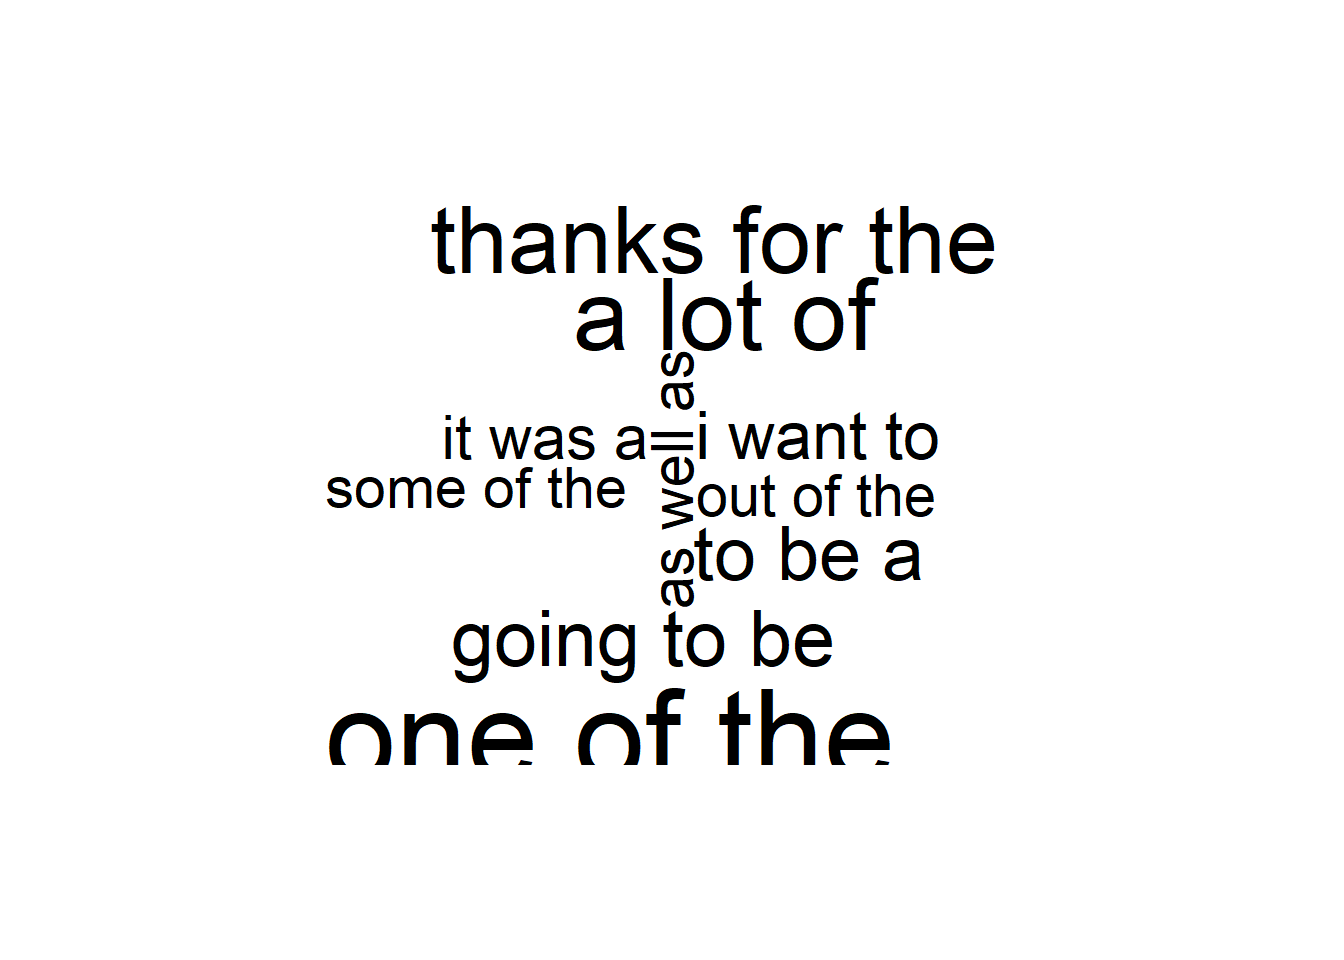 thanks for the
a lot of
as well as
it was a
i want to
some of the
out of the
to be a
going to be
one of the